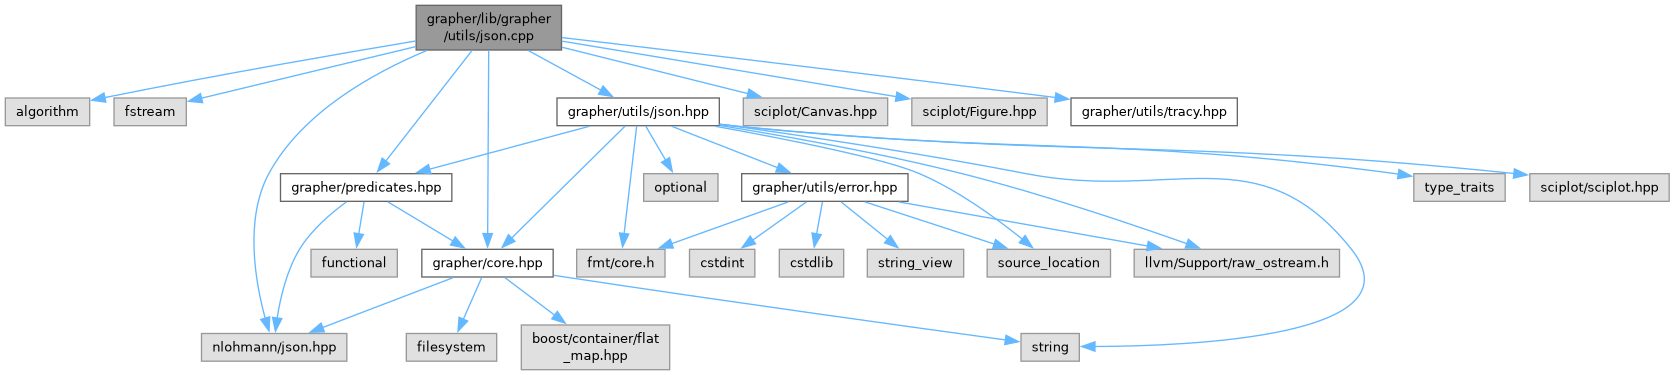 grapher/lib/grapher
/utils/json.cpp
algorithm
fstream
grapher/utils/json.hpp
sciplot/Canvas.hpp
sciplot/Figure.hpp
grapher/utils/tracy.hpp
grapher/predicates.hpp
optional
grapher/utils/error.hpp
type_traits
sciplot/sciplot.hpp
functional
grapher/core.hpp
fmt/core.h
cstdint
cstdlib
string_view
source_location
llvm/Support/raw_ostream.h
nlohmann/json.hpp
filesystem
boost/container/flat
_map.hpp
string